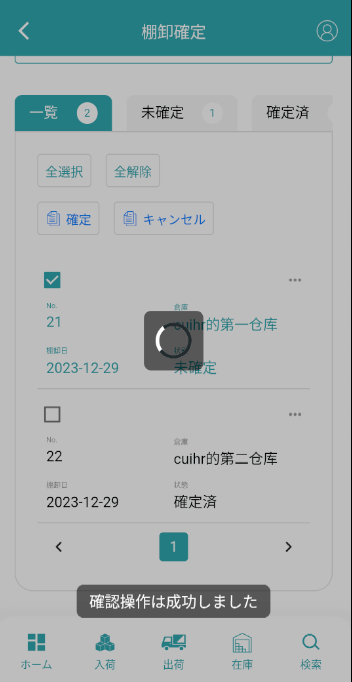 棚卸確定
一覧 2 未確定 1 確定済
全選択 全解除
確定 キャンセル
No. 倉庫
21 cuihr的第一仓库
棚卸日 状
2023-12-29 未確定
No. 倉庫
22 cuihr的第二仓库
棚卸日 状態
2023-12-29 確定済
1
確認操作は成功しました
ホーム 入荷 出荷 在庫 検索